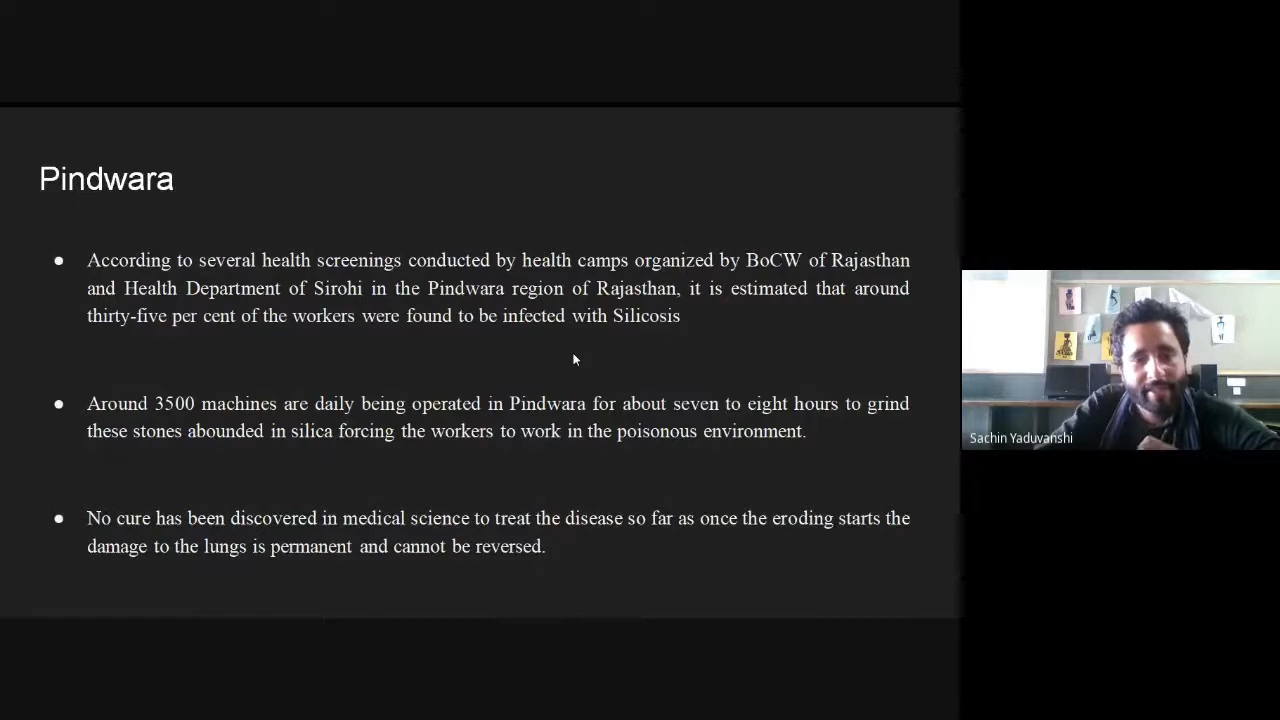 Pindwara
● According to several health screenings conducted by health camps organized by BoCW of Rajasthan
and Health Department of Sirohi in the Pindwara region of Rajasthan, it is estimated that around
thirty-five per cent of the workers were found to be infected with Silicosis
● Around 3500 machines are daily being operated in Pindwara for about seven to eight hours to grind
these stones abounded in silica forcing the workers to work in the poisonous environment.
● No cure has been discovered in medical science to treat the disease so far as once the eroding starts the
damage to the lungs is permanent and cannot be reversed.
Sachin Yaduvanshi